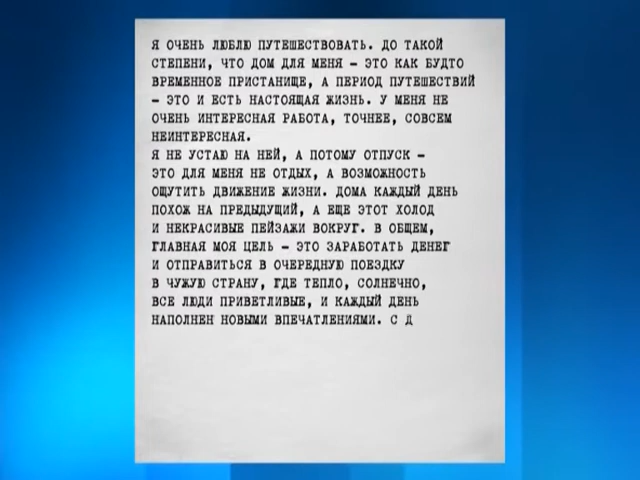 Я ОЧЕНЬ ЛЮБЛЮ ПУТЕШЕСТВОВАТЬ. ДО ТАКОЙ
СТЕПЕНИ, ЧТО ДОМ ДЛЯ МЕНЯ – ЭТО КАК БУДТО
ВРЕМЕННОЕ ПРИСТАНИЩЕ, А ПЕРИОД ПУТЕШЕСТВИЙ
– ЭТО И ЕСТЬ НАСТОЯЩАЯ ЖИЗНЬ. У МЕНЯ НЕ
ОЧЕНЬ ИНТЕРЕСНАЯ РАБОТА, ТОЧНЕЕ, СОВСЕМ
НЕИНТЕРЕСНАЯ.
Я НЕ УСТАЮ НА НЕЙ, А ПОТОМУ ОТПУСК –
ЭТО ДЛЯ МЕНЯ НЕ ОТДЫХ, А ВОЗМОЖНОСТЬ
ОЩУТИТЬ ДВИЖЕНИЕ ЖИЗНИ. ДОМА КАЖДЫЙ ДЕНЬ
ПОХОЖ НА ПРЕДЫДУЩИЙ, А ЕЩЕ ЭТОТ ХОЛОД
И НЕКРАСИВЫЕ ПЕЙЗАЖИ ВОКРУГ. В ОБЩЕМ,
ГЛАВНАЯ МОЯ ЦЕЛЬ – ЭТО ЗАРАБОТАТЬ ДЕНЕГ
И ОТПРАВИТЬСЯ В ОЧЕРЕДНУЮ ПОЕЗДКУ
В ЧУЖУЮ СТРАНУ, ГДЕ ТЕПЛО, СОЛНЕЧНО,
ВСЕ ЛЮДИ ПРИВЕТЛИВЫЕ, И КАЖДЫЙ ДЕНЬ
НАПОЛНЕН НОВЫМИ ВПЕЧАТЛЕНИЯМИ. С Д